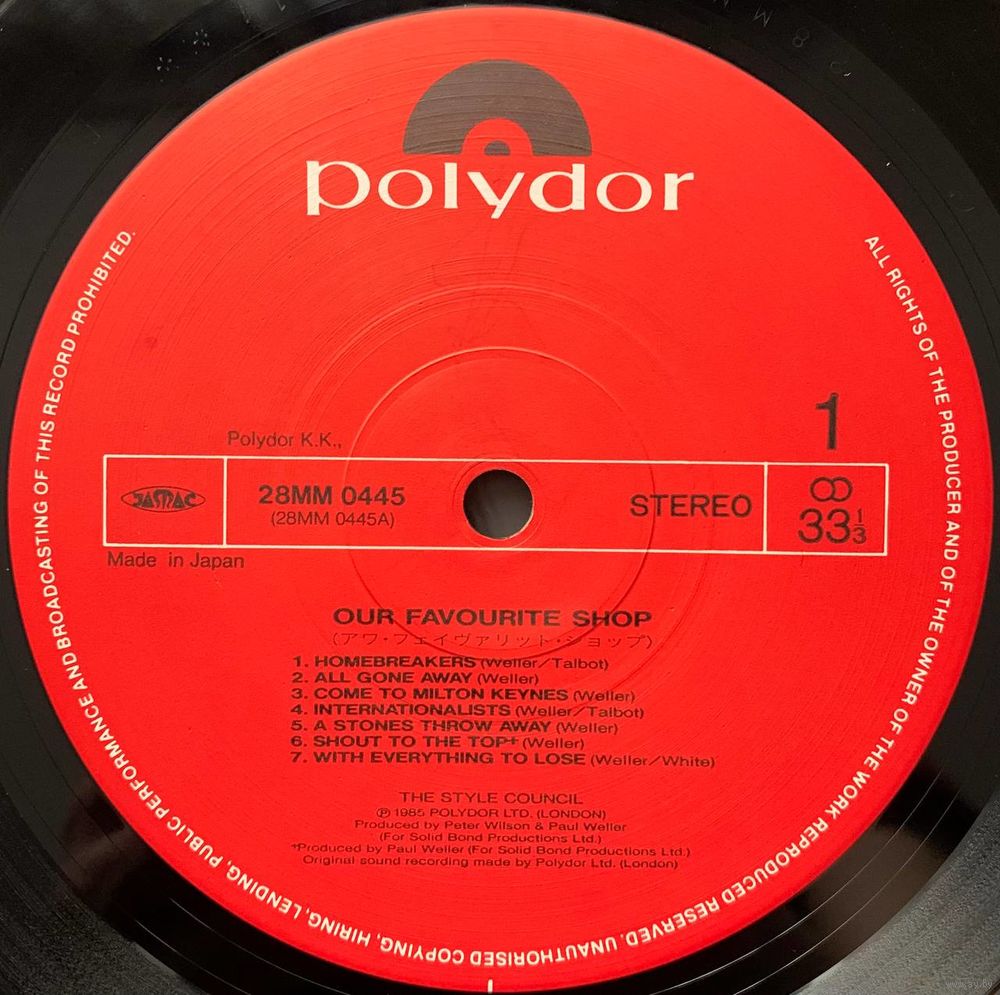 polydor
ALL RIGHTS OF THE PRODUCER AND OF THE OWNER OF THE WORK REPRODUCED RESERVED. UNAUTHORISED COPYING, HIRING, LENDING, PUBLIC PERFORMANCE AND BROADCASTING OF THIS RECORD PROHIBITED.
1
Polydor K.K.,
JASRAC
28MM 0445
(28MM 0445A)
STEREO
33 1/3
Made in Japan
OUR FAVOURITE SHOP
(アワ・フェイヴァリット・ショップ)
1. HOMEBREAKERS (Weller/Talbot)
2. ALL GONE AWAY (Weller)
3. COME TO MILTON KEYNES (Weller)
4. INTERNATIONALISTS (Weller/Talbot)
5. A STONES THROW AWAY (Weller)
6. SHOUT TO THE TOP+ (Weller)
7. WITH EVERYTHING TO LOSE (Weller/White)
THE STYLE COUNCIL
Ⓟ 1985 POLYDOR LTD. (LONDON)
Produced by Peter Wilson & Paul Weller
(For Solid Bond Productions Ltd.)
+Produced by Paul Weller (For Solid Bond Productions Ltd.)
Original sound recording made by Polydor Ltd. (London)
www.ay.by